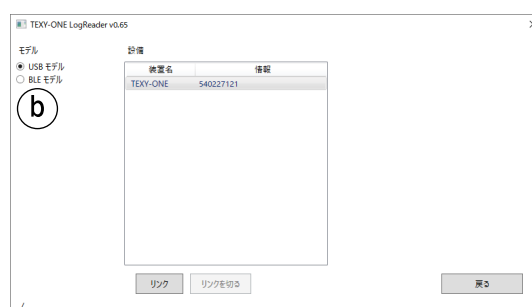 TEXY-ONE LogReader v0.65
モデル
設備
USB モデル
BLE モデル
装置名 情報
TEXY-ONE 540227121
b
リンク リンクを切る 戻る